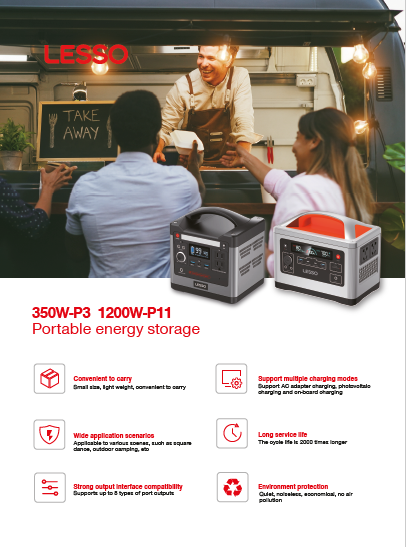 LESSO
TAKE
AWAY
LESSO
LESSO
350W-P3 1200W-P11
Portable energy storage
Convenient to carry
Small size, light weight, convenient to carry
Support multiple charging modes
Support AC adapter charging, photovoltaic
charging and on-board charging
Wide application scenarios
Applicable to various scenes, such as square
dance, outdoor camping, etc
Long service life
The cycle life is 2000 times longer
Strong output interface compatibility
Supports up to 8 types of port outputs
Environment protection
Quiet, noiseless, economical, no air
pollution